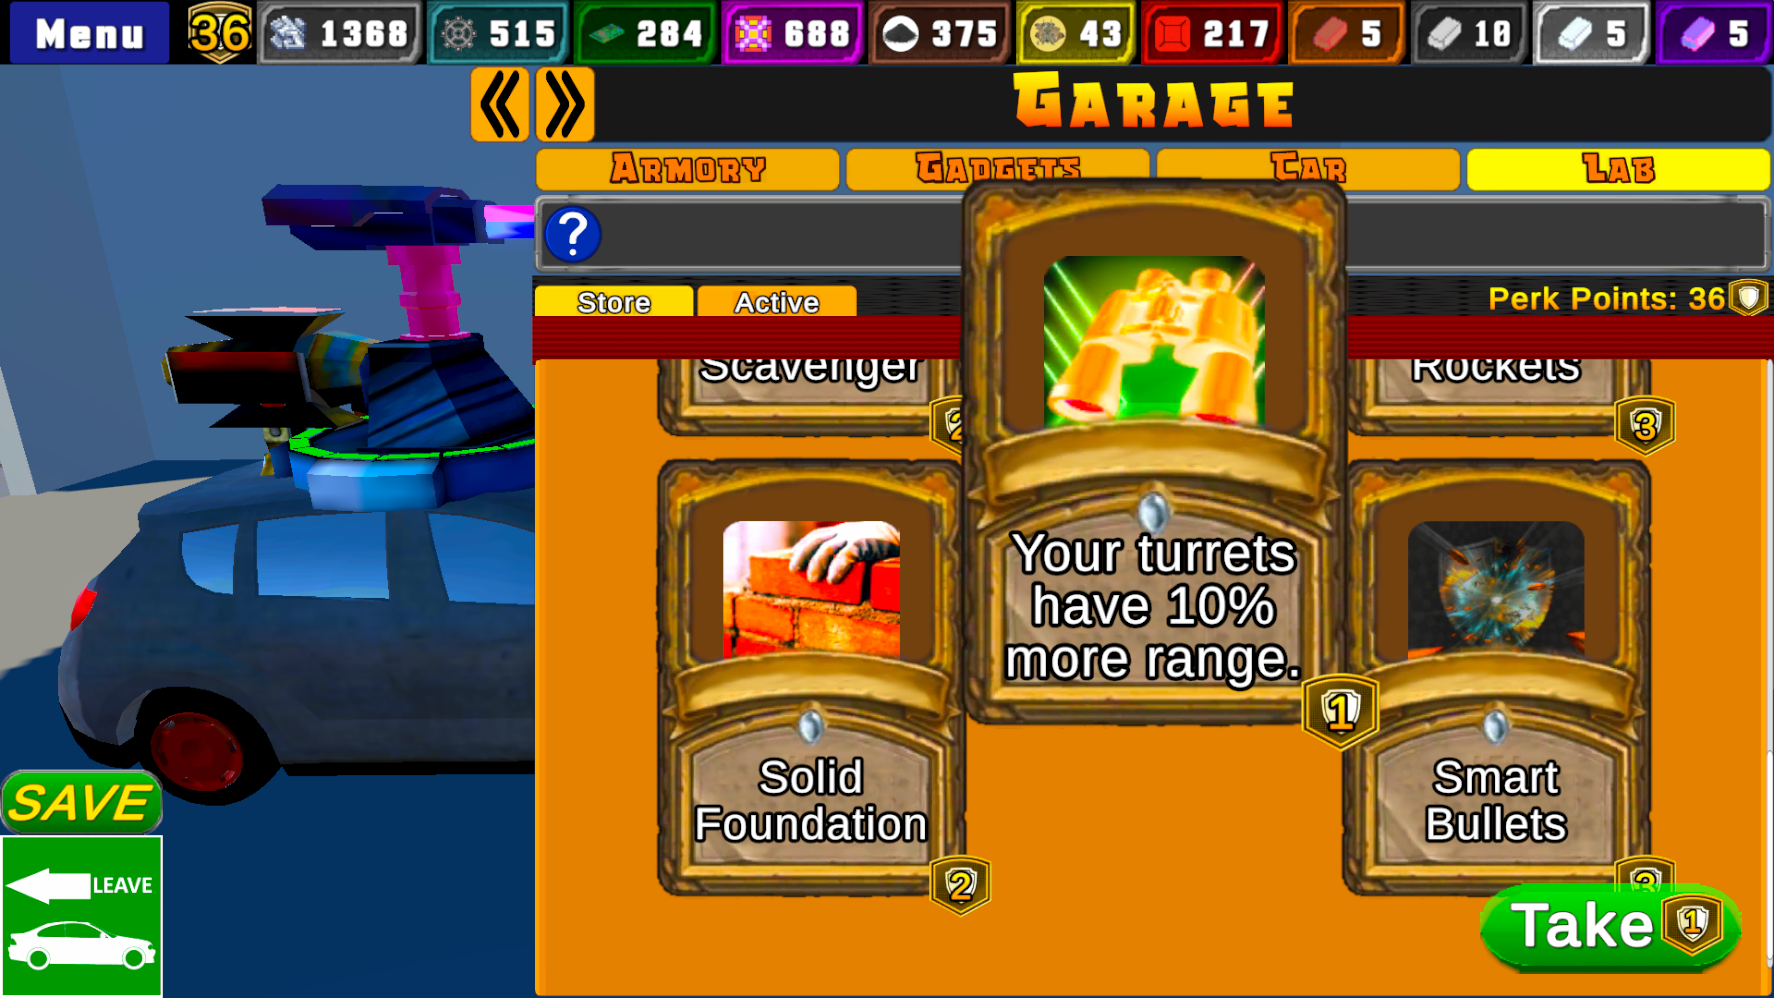 Menu
36
1368
515
284
688
375
43
217
5
10
5
5
Garage
Armory
Gadgets
Car
Lab
?
Store
Active
Perk Points: 36
Scavenger
Rockets
2
3
Your turrets
have 10%
more range.
1
Solid
Foundation
2
Smart
Bullets
3
SAVE
LEAVE
Take 1